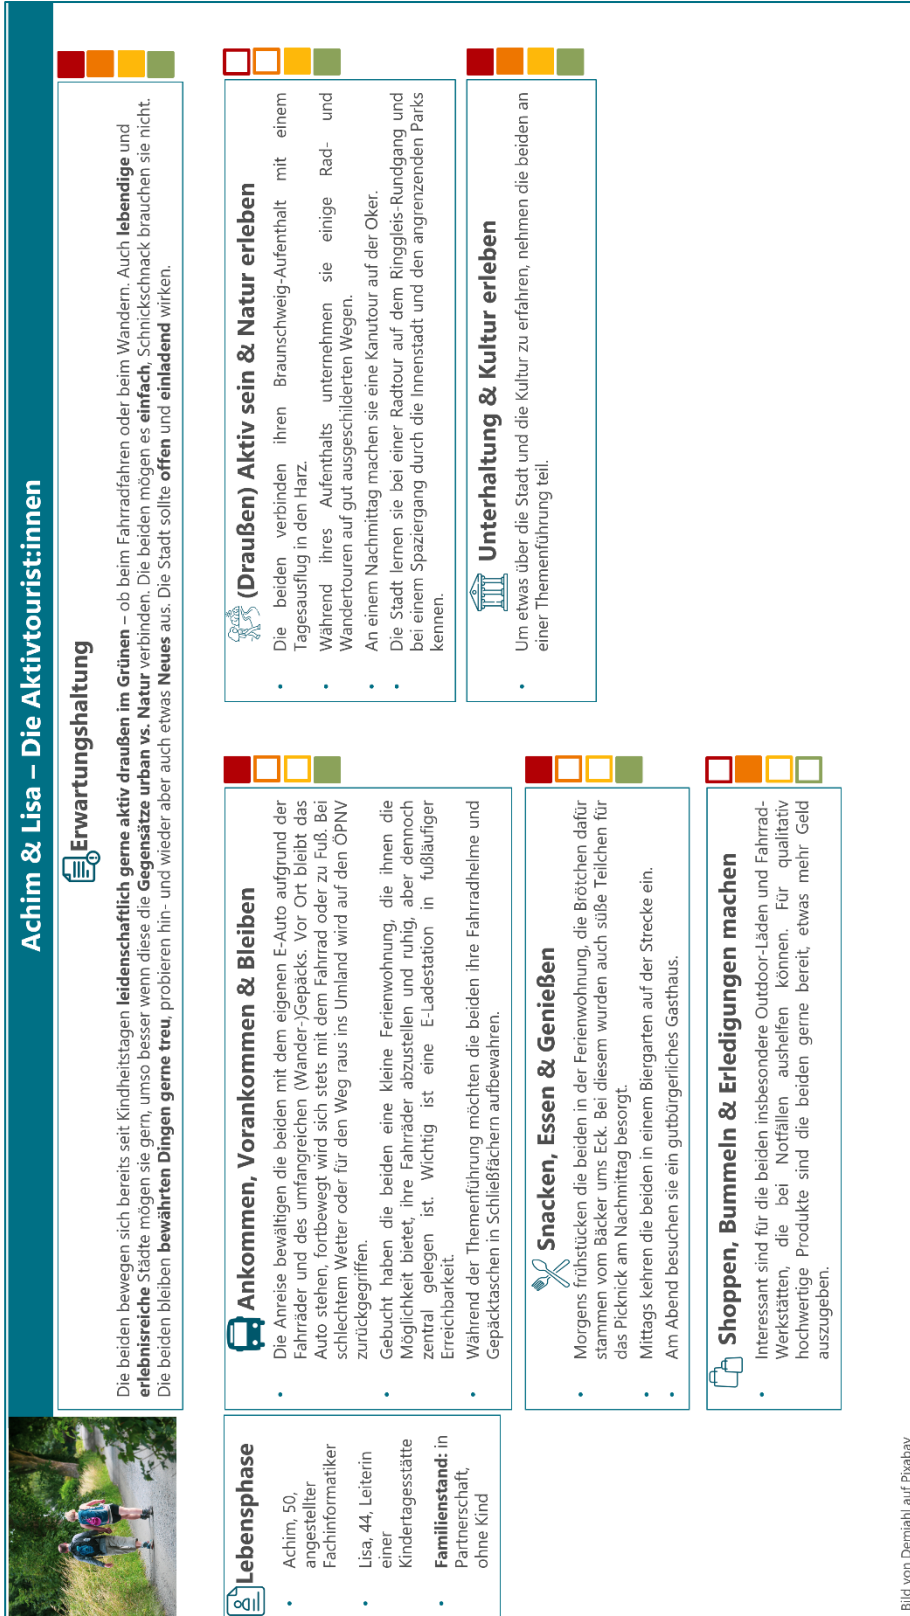 Achim & Lisa – Die Aktivtourist:innen
Erwartungshaltung
Die beiden bewegen sich bereits seit Kindheitstagen leidenschaftlich gerne aktiv draußen im Grünen – ob beim Fahrradfahren oder beim Wandern. Auch lebendige und
erlebnisreiche Städte mögen sie gern, umso besser wenn diese die Gegensätze urban vs. Natur verbinden. Die beiden mögen es einfach, Schnickschnack brauchen sie nicht.
Die beiden bleiben bewährten Dingen gerne treu, probieren hin- und wieder aber auch etwas Neues aus. Die Stadt sollte offen und einladend wirken.
Lebensphase
• Achim, 50,
angestellter
Fachinformatiker
• Lisa, 44, Leiterin
einer
Kindertagesstätte
• Familienstand: in
Partnerschaft,
ohne Kind
Ankommen, Vorankommen & Bleiben
• Die Anreise bewältigen die beiden mit dem eigenen E-Auto aufgrund der
Fahrräder und des umfangreichen (Wander-)Gepäcks. Vor Ort bleibt das
Auto stehen, fortbewegt wird sich stets mit dem Fahrrad oder zu Fuß. Bei
schlechtem Wetter oder für den Weg raus ins Umland wird auf den ÖPNV
zurückgegriffen.
• Gebucht haben die beiden eine kleine Ferienwohnung, die ihnen die
Möglichkeit bietet, ihre Fahrräder abzustellen und ruhig, aber dennoch
zentral gelegen ist. Wichtig ist eine E-Ladestation in fußläufiger
Erreichbarkeit.
• Während der Themenführung möchten die beiden ihre Fahrradhelme und
Gepäcktaschen in Schließfächern aufbewahren.
Snacken, Essen & Genießen
• Morgens frühstücken die beiden in der Ferienwohnung, die Brötchen dafür
stammen vom Bäcker ums Eck. Bei diesem wurden auch süße Teilchen für
das Picknick am Nachmittag besorgt.
• Mittags kehren die beiden in einem Biergarten auf der Strecke ein.
• Am Abend besuchen sie ein gutbürgerliches Gasthaus.
Shoppen, Bummeln & Erledigungen machen
• Interessant sind für die beiden insbesondere Outdoor-Läden und Fahrrad-
Werkstätten, die bei Notfällen aushelfen können. Für qualitativ
hochwertige Produkte sind die beiden gerne bereit, etwas mehr Geld
auszugeben.
(Draußen) Aktiv sein & Natur erleben
• Die beiden verbinden ihren Braunschweig-Aufenthalt mit einem
Tagesausflug in den Harz.
• Während ihres Aufenthalts unternehmen sie einige Rad- und
Wandertouren auf gut ausgeschilderten Wegen.
• An einem Nachmittag machen sie eine Kanutour auf der Oker.
• Die Stadt lernen sie bei einer Radtour auf dem Ringgleis-Rundgang und
bei einem Spaziergang durch die Innenstadt und den angrenzenden Parks
kennen.
Unterhaltung & Kultur erleben
• Um etwas über die Stadt und die Kultur zu erfahren, nehmen die beiden an
einer Themenführung teil.
Bild von Demiahl auf Pixabay